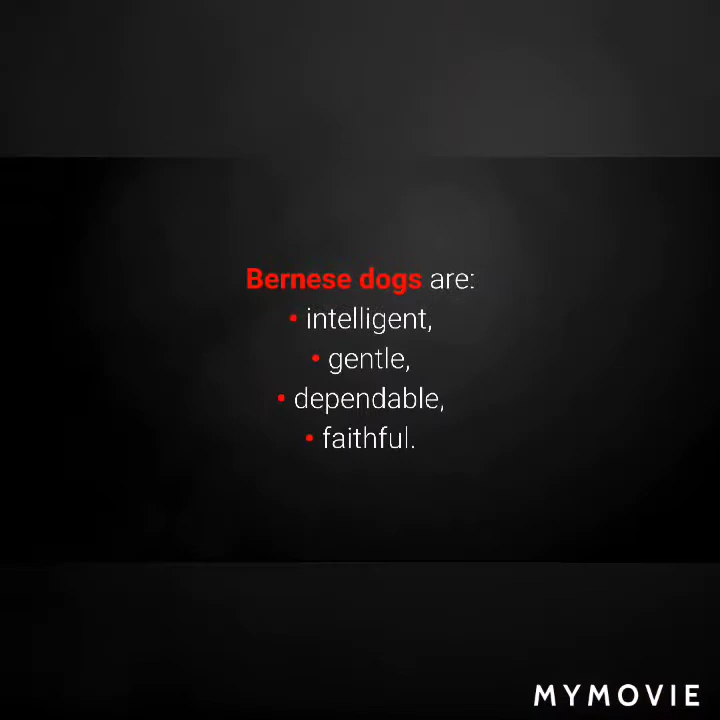 Bernese dogs are:
• intelligent,
• gentle,
• dependable,
• faithful.
MYMOVIE